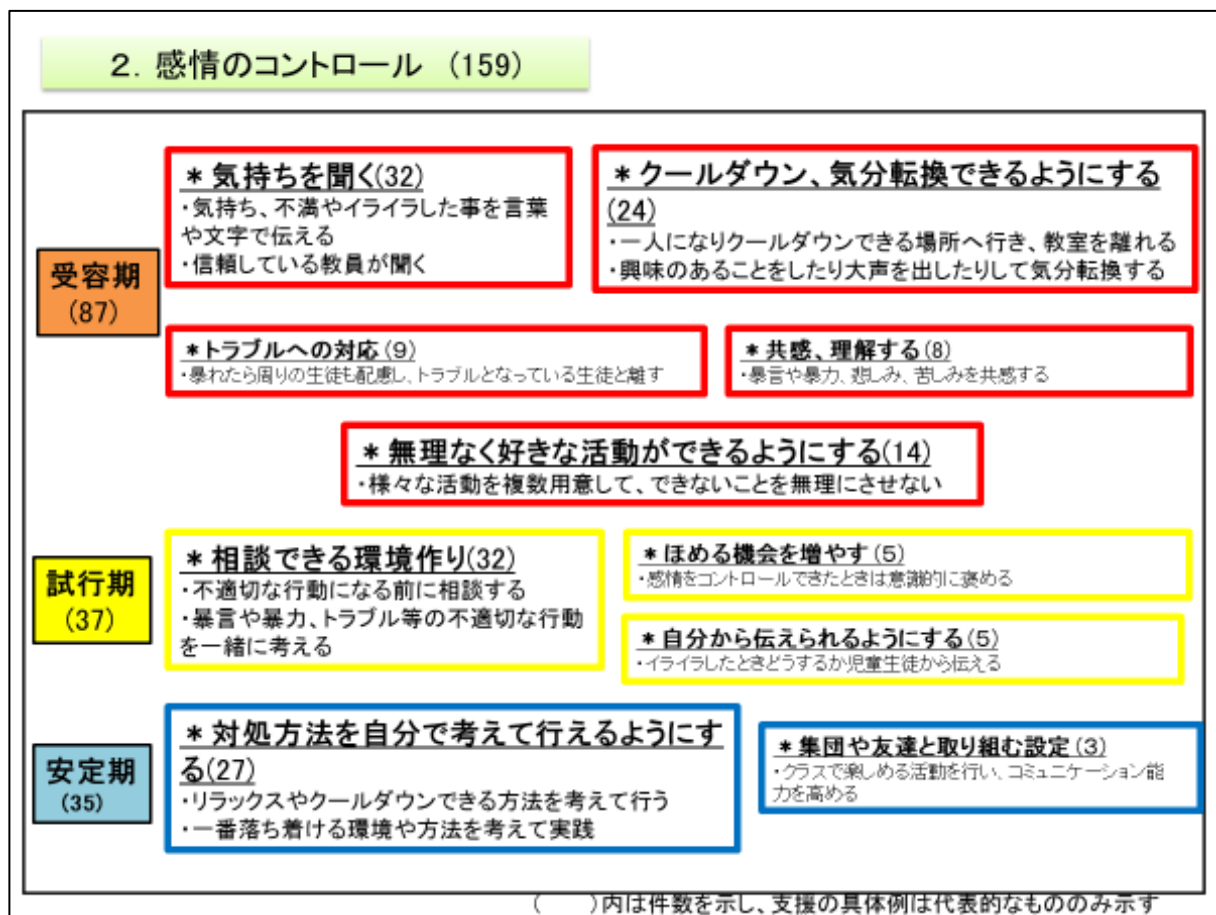 ２．感情のコントロール (159)
受容期
(87)
＊気持ちを聞く(32)
・気持ち、不満やイライラした事を言葉
や文字で伝える
・信頼している教員が聞く
＊クールダウン、気分転換できるようにする
(24)
・一人になりクールダウンできる場所へ行き、教室を離れる
・興味のあることをしたり大声を出したりして気分転換する
＊トラブルへの対応(9)
・暴れたら周りの生徒も配慮し、トラブルとなっている生徒と離す
＊共感、理解する(8)
・暴言や暴力、悲しみ、苦しみを共感する
＊無理なく好きな活動ができるようにする(14)
・様々な活動を複数用意して、できないことを無理にさせない
試行期
(37)
＊相談できる環境作り(32)
・不適切な行動になる前に相談する
・暴言や暴力、トラブル等の不適切な行動
を一緒に考える
＊ほめる機会を増やす(5)
・感情をコントロールできたときは意識的に褒める
＊自分から伝えられるようにする(5)
・イライラしたときどうするか児童生徒から伝える
安定期
(35)
＊対処方法を自分で考えて行えるようにす
る(27)
・リラックスやクールダウンできる方法を考えて行う
・一番落ち着ける環境や方法を考えて実践
＊集団や友達と取り組む設定(3)
・クラスで楽しめる活動を行い、コミュニケーション能
力を高める
(　　)内は件数を示し、支援の具体例は代表的なもののみ示す